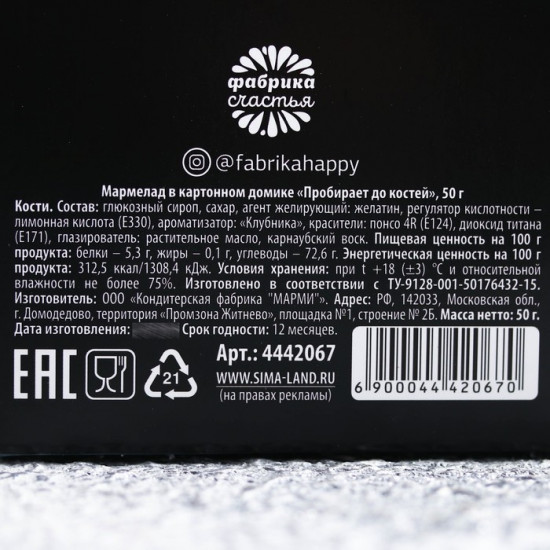 фабрика
счастья
@fabrikahappy
Мармелад в картонном домике «Пробирает до костей», 50 г
Кости. Состав: глюкозный сироп, сахар, агент желирующий: желатин, регулятор кислотности –
лимонная кислота (Е330), ароматизатор: «Клубника», красители: понсо 4R (Е124), диоксид титана
(Е171), глазирователь: растительное масло, карнаубский воск. Пищевая ценность на 100 г
продукта: белки – 5,3 г, жиры - 0,1г, углеводы – 72,6 г. Энергетическая ценность на 100 г
продукта: 312,5 ккал/1308,4 кДж. Условия хранения: при t +18 (±3) °С и относительной
влажности не более 75%. Изготовлено в соответствии с ТУ-9128-001-50176432-15.
Изготовитель: ООО «Кондитерская фабрика "МАРМИ"». Адрес: РФ, 142033, Московская обл.,
г. Домодедово, территория «Промзона Житнево», площадка №1, строение № 2Б. Масса нетто: 50 г.
Дата изготовления: Срок годности: 12 месяцев.
ЕАС
21
Арт.: 4442067
WWW.SIMA-LAND.RU
(на правах рекламы)
6 900044 420670